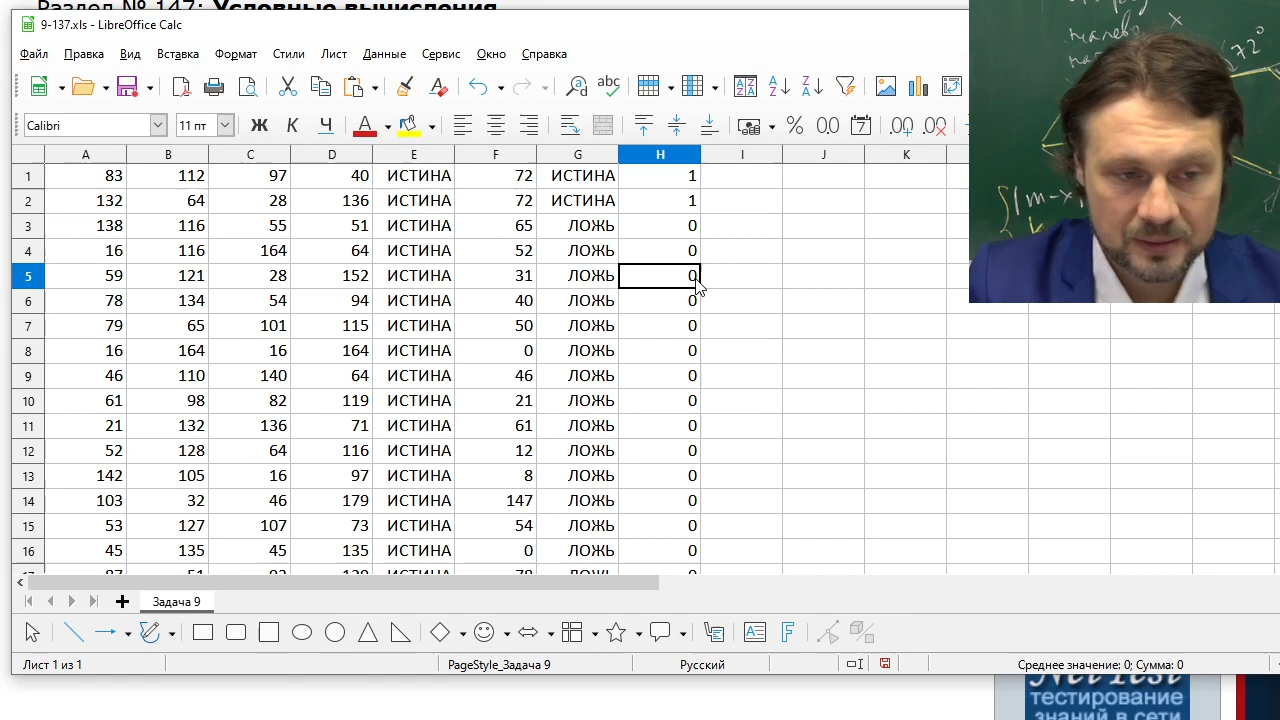 Раздел № 147: Условные вычисления
9-137.xls - LibreOffice Calc
Файл Правка Вид Вставка Формат Стили Лист Данные Сервис Окно Справка
Calibri 11 пт Ж К Ч
A B C D E F G H I J K
1 83 112 97 40 ИСТИНА 72 ИСТИНА 1
2 132 64 28 136 ИСТИНА 72 ИСТИНА 1
3 138 116 55 51 ИСТИНА 65 ЛОЖЬ 0
4 16 116 164 64 ИСТИНА 52 ЛОЖЬ 0
5 59 121 28 152 ИСТИНА 31 ЛОЖЬ 0
6 78 134 54 94 ИСТИНА 40 ЛОЖЬ 0
7 79 65 101 115 ИСТИНА 50 ЛОЖЬ 0
8 16 164 16 164 ИСТИНА 0 ЛОЖЬ 0
9 46 110 140 64 ИСТИНА 46 ЛОЖЬ 0
10 61 98 82 119 ИСТИНА 21 ЛОЖЬ 0
11 21 132 136 71 ИСТИНА 61 ЛОЖЬ 0
12 52 128 64 116 ИСТИНА 12 ЛОЖЬ 0
13 142 105 16 97 ИСТИНА 8 ЛОЖЬ 0
14 103 32 46 179 ИСТИНА 147 ЛОЖЬ 0
15 53 127 107 73 ИСТИНА 54 ЛОЖЬ 0
16 45 135 45 135 ИСТИНА 0 ЛОЖЬ 0
Задача 9
Лист 1 из 1 PageStyle_Задача 9 Русский Среднее значение: 0; Сумма: 0
NetTest
тестирование
знаний в сети
x
72°